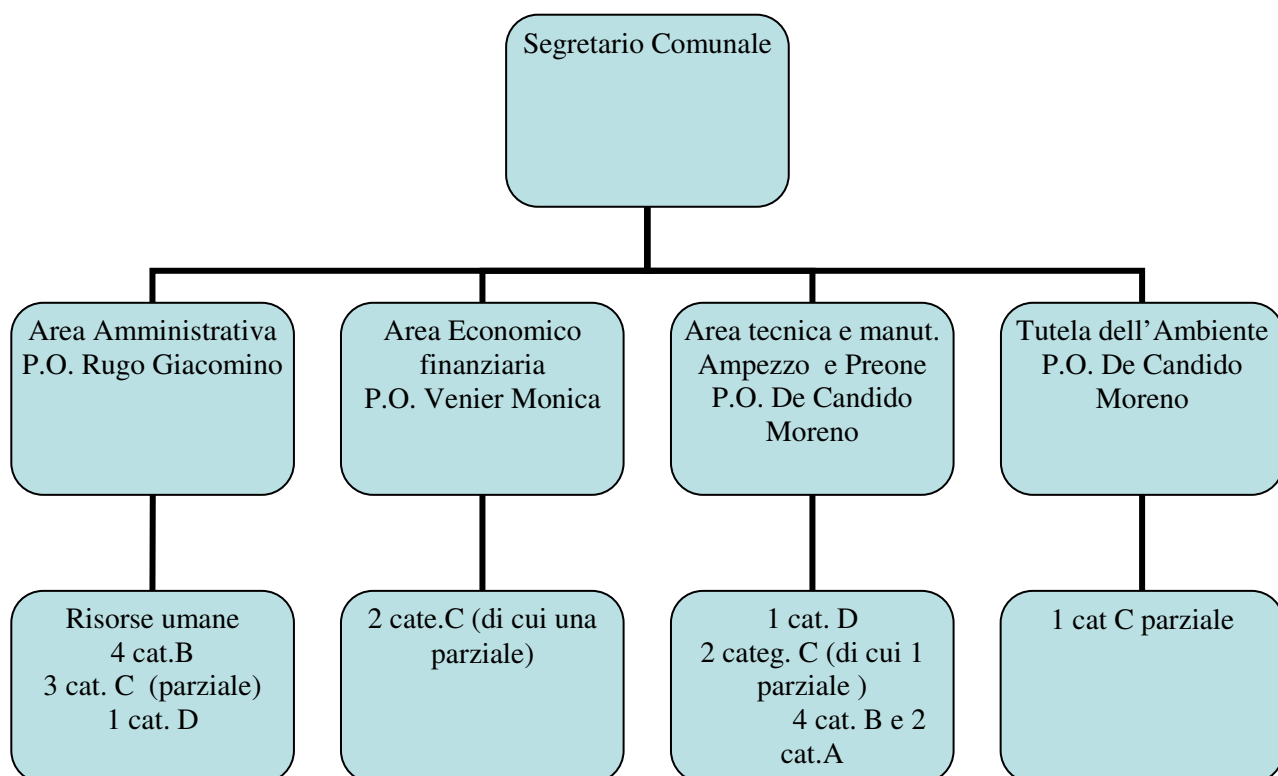 Segretario Comunale
Area Amministrativa
P.O. Rugo Giacomino
Area Economico
finanziaria
P.O. Venier Monica
Area tecnica e manut.
Ampezzo e Preone
P.O. De Candido
Moreno
Tutela dell’Ambiente
P.O. De Candido
Moreno
Risorse umane
4 cat.B
3 cat. C (parziale)
1 cat. D
2 cate.C (di cui una
parziale)
1 cat. D
2 categ. C (di cui 1
parziale )
4 cat. B e 2
cat.A
1 cat C parziale